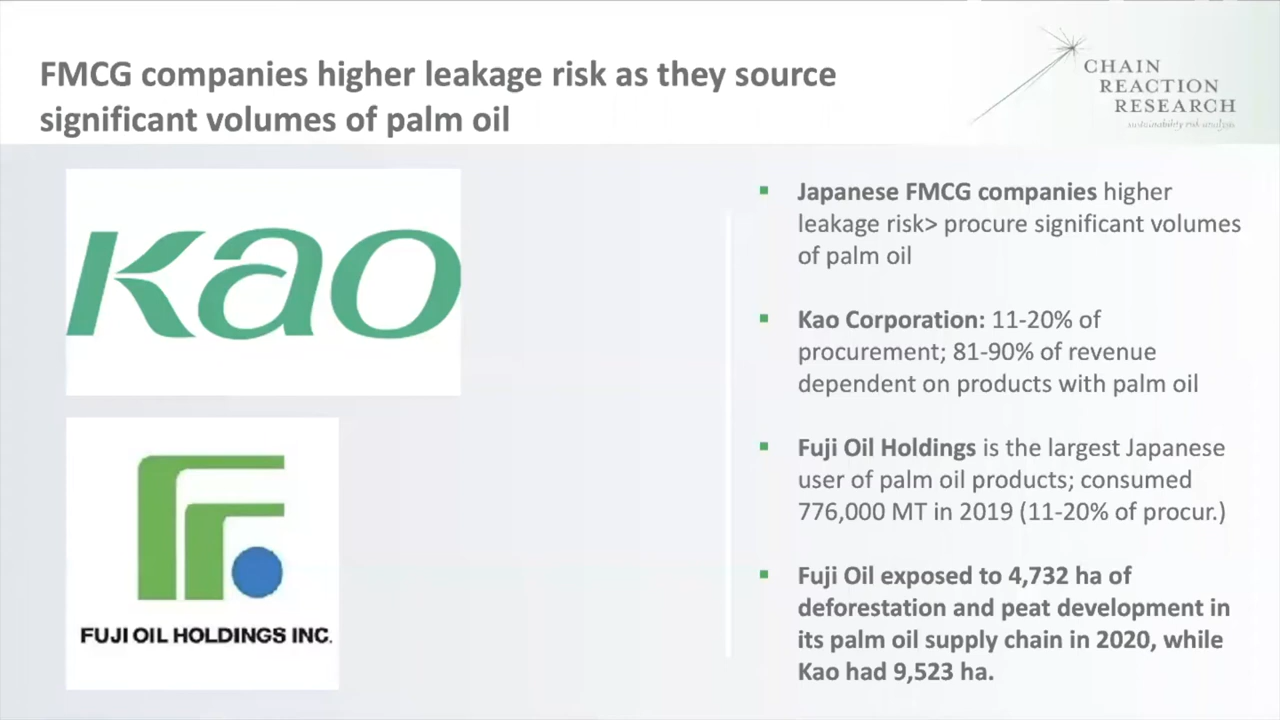 FMCG companies higher leakage risk as they source
significant volumes of palm oil
CHAIN
REACTION
RESEARCH
sustainability risk analysis
Kao
FUJI OIL HOLDINGS INC.
Japanese FMCG companies higher
leakage risk> procure significant volumes
of palm oil
Kao Corporation: 11-20% of
procurement; 81-90% of revenue
dependent on products with palm oil
Fuji Oil Holdings is the largest Japanese
user of palm oil products; consumed
776,000 MT in 2019 (11-20% of procur.)
Fuji Oil exposed to 4,732 ha of
deforestation and peat development in
its palm oil supply chain in 2020, while
Kao had 9,523 ha.